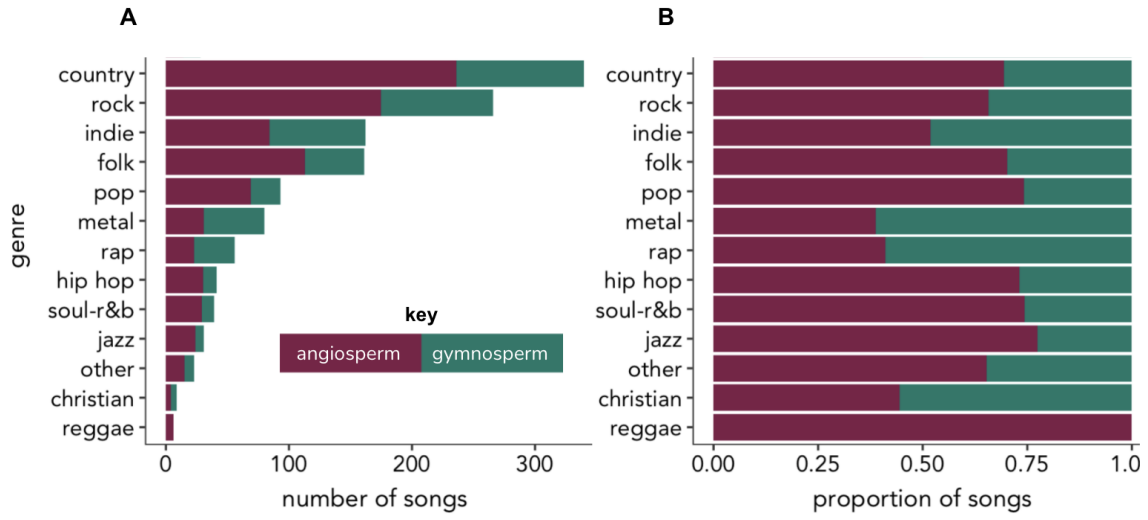 A
B
genre
country
rock
indie
folk
pop
metal
rap
hip hop
soul-r&b
jazz
other
christian
reggae
key
angiosperm gymnosperm
0 100 200 300
number of songs
country
rock
indie
folk
pop
metal
rap
hip hop
soul-r&b
jazz
other
christian
reggae
0.00 0.25 0.50 0.75 1.0
proportion of songs